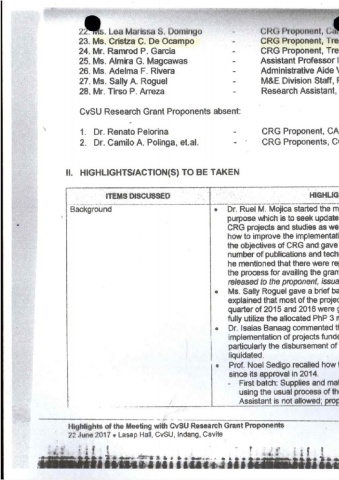 22. Ms. Lea Marissa S. Domingo - CRG Proponent,
23. Ms. Cristza C. De Ocampo - CRG Proponent, Tre
24. Mr. Ramrod P. Garcia - CRG Proponent, Tre
25. Ms. Almira G. Magcawas - Assistant Professor I
26. Ms. Adelma F. Rivera - Administrative Aide V
27. Ms. Sally A. Roguel - M&E Division Staff, R
28. Mr. Tirso P. Arreza - Research Assistant,
CvSU Research Grant Proponents absent:
1. Dr. Renato Pelorina - CRG Proponent, CA
2. Dr. Camilo A. Polinga, et.al. - CRG Proponents, C
II. HIGHLIGHTS/ACTION(S) TO BE TAKEN
ITEMS DISCUSSED HIGHLIG
Background • Dr. Ruel M. Mojica started the m
purpose which is to seek update
CRG projects and studies as we
how to improve the implementati
the objectives of CRG and gave
number of publications and tech
he mentioned that there were re
the process for availing the gran
released to the proponent, issua
• Ms. Sally Roguel gave a brief ba
explained that most of the projec
quarter of 2015 and 2016 were g
fully utilize the allocated PhP 3 m
• Dr. Isaias Banaag commented th
implementation of projects funde
particularly the disbursement of
liquidated.
• Prof. Noel Sedigo recalled how t
since its approval in 2014.
- First batch: Supplies and mat
using the usual process of th
Assistant is not allowed; prop
Highlights of the Meeting with CvSU Research Grant Proponents
22 June 2017 • Lasap Hall, CvSU, Indang, Cavite